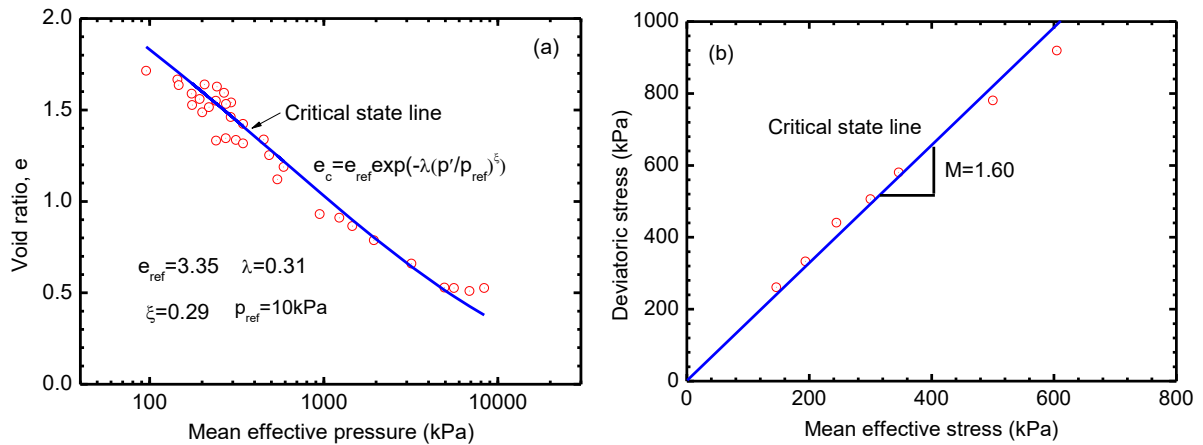 (a)
2.0
1.5
1.0
0.5
0.0
Void ratio, e
Critical state line
e_c=e_ref exp(-λ(p′/p_ref)^ξ)
e_ref=3.35 λ=0.31
ξ=0.29 p_ref=10kPa
100 1000 10000
Mean effective pressure (kPa)
(b)
1000
800
600
400
200
0
Deviatoric stress (kPa)
Critical state line
M=1.60
0 200 400 600 800
Mean effective stress (kPa)